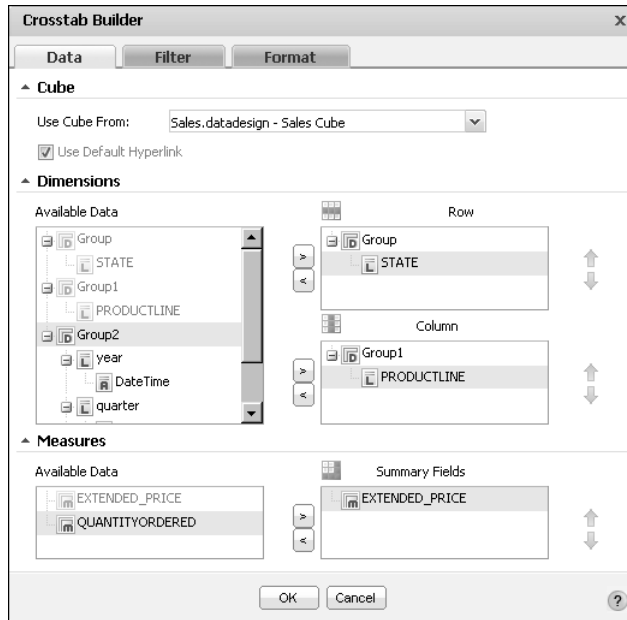 Crosstab Builder x
Data Filter Format
Cube
Use Cube From: Sales.datadesign - Sales Cube
Use Default Hyperlink
Dimensions
Available Data
Group
STATE
Group1
PRODUCTLINE
Group2
year
DateTime
quarter
>
<
Row
Group
STATE
>
<
Column
Group1
PRODUCTLINE
Measures
Available Data
EXTENDED_PRICE
QUANTITYORDERED
>
<
Summary Fields
EXTENDED_PRICE
OK Cancel ?